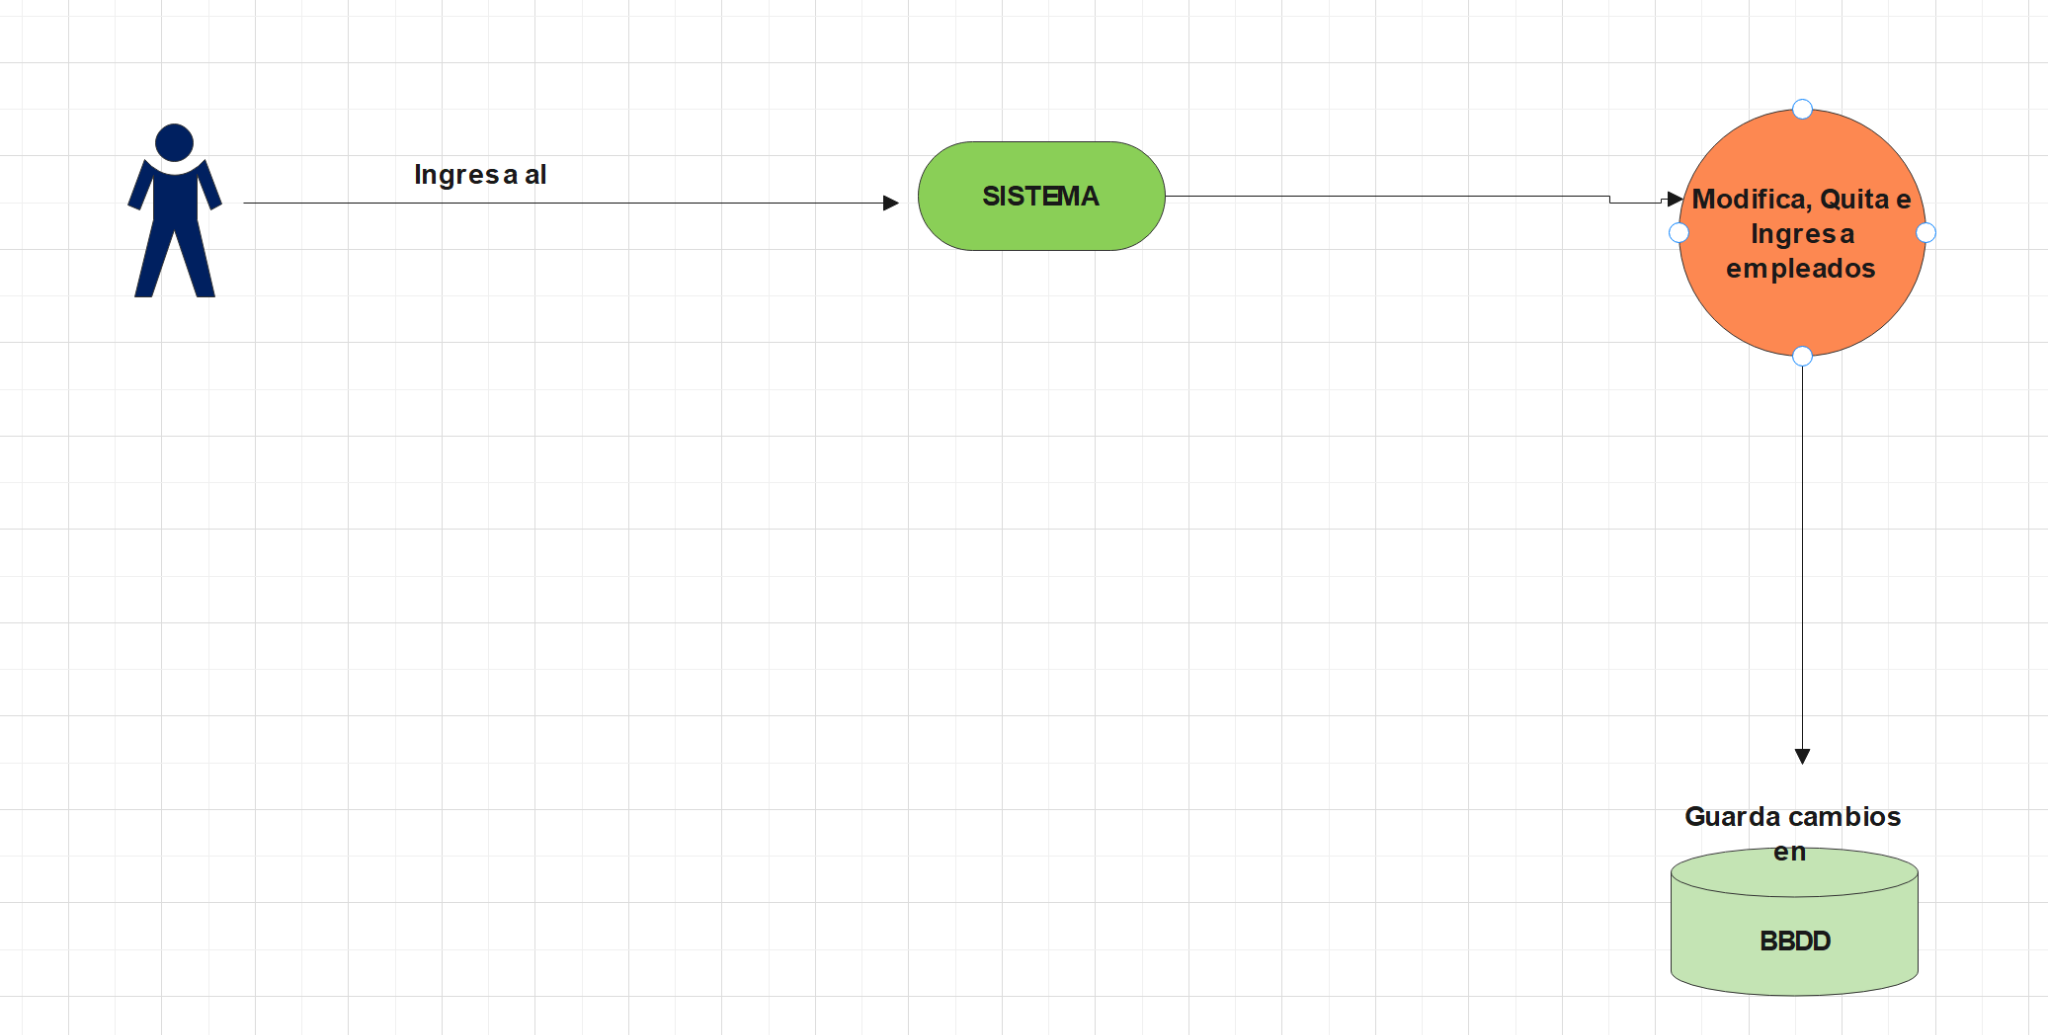 Ingresa al
SISTEMA
Modifica, Quita e
Ingresa
empleados
Guarda cambios
en
BBDD